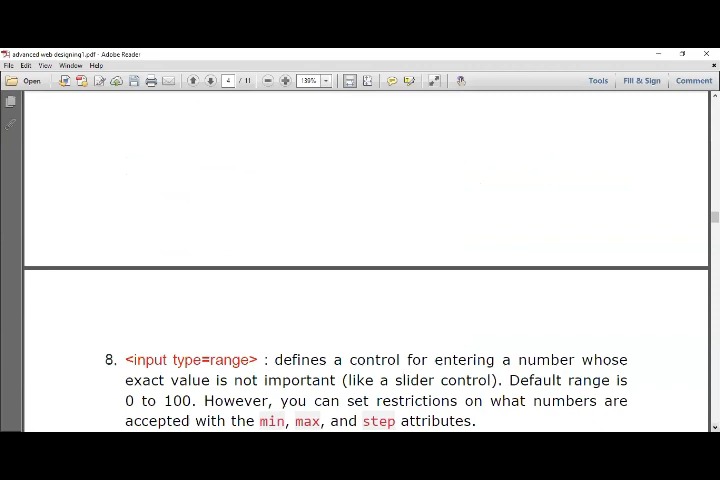 advanced web designing1.pdf - Adobe Reader
File Edit View Window Help
Open 4 / 11 139% Tools Fill & Sign Comment
8. <input type=range> : defines a control for entering a number whose
exact value is not important (like a slider control). Default range is
0 to 100. However, you can set restrictions on what numbers are
accepted with the min, max, and step attributes.